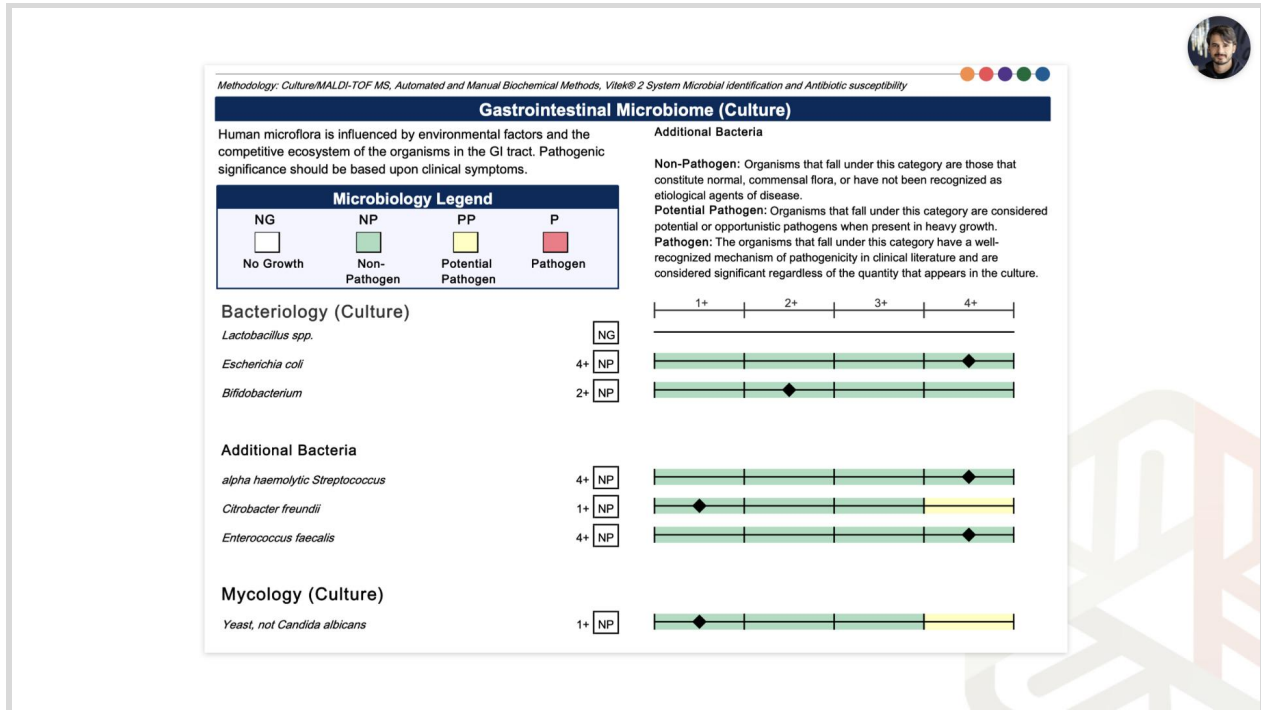 Methodology: Culture/MALDI-TOF MS, Automated and Manual Biochemical Methods, Vitek® 2 System Microbial identification and Antibiotic susceptibility
Gastrointestinal Microbiome (Culture)
Human microflora is influenced by environmental factors and the
competitive ecosystem of the organisms in the GI tract. Pathogenic
significance should be based upon clinical symptoms.
Microbiology Legend
NG NP PP P
No Growth Non-Pathogen Potential Pathogen Pathogen
Additional Bacteria
Non-Pathogen: Organisms that fall under this category are those that
constitute normal, commensal flora, or have not been recognized as
etiological agents of disease.
Potential Pathogen: Organisms that fall under this category are considered
potential or opportunistic pathogens when present in heavy growth.
Pathogen: The organisms that fall under this category have a well-
recognized mechanism of pathogenicity in clinical literature and are
considered significant regardless of the quantity that appears in the culture.
Bacteriology (Culture)
1+ 2+ 3+ 4+
Lactobacillus spp. NG
Escherichia coli 4+ NP
Bifidobacterium 2+ NP
Additional Bacteria
alpha haemolytic Streptococcus 4+ NP
Citrobacter freundii 1+ NP
Enterococcus faecalis 4+ NP
Mycology (Culture)
Yeast, not Candida albicans 1+ NP